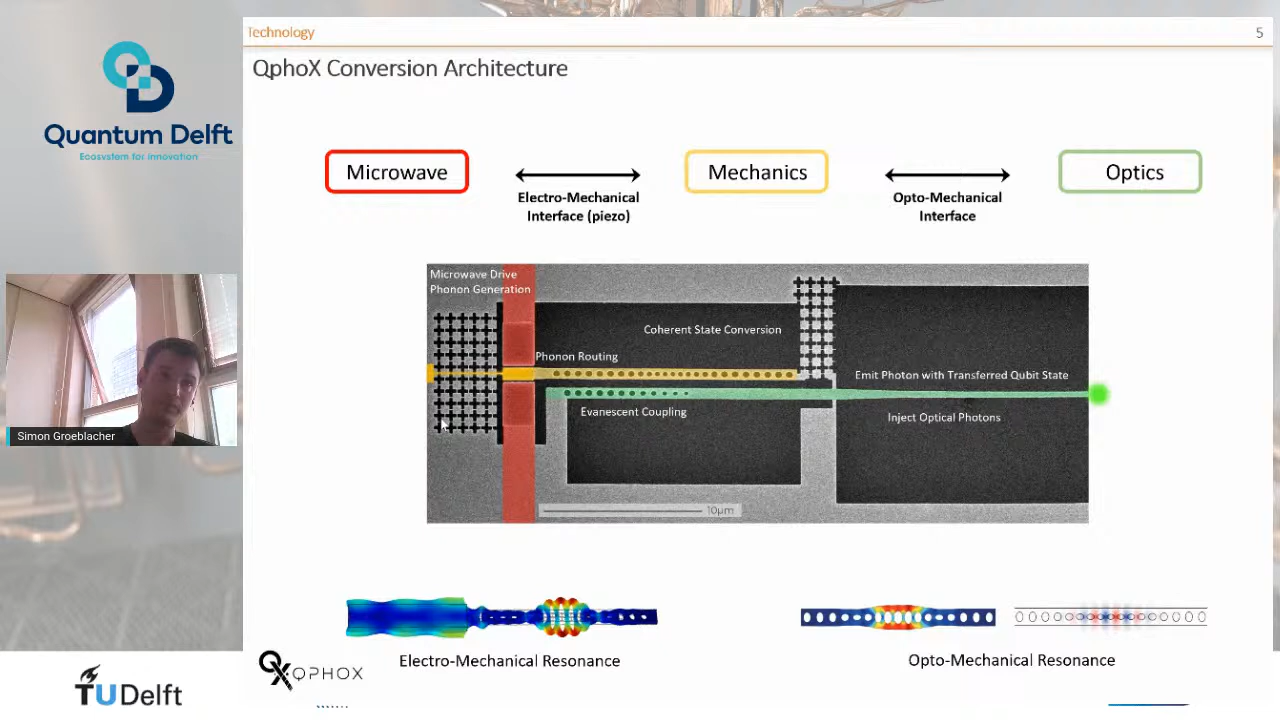 Technology
5
QphoX Conversion Architecture
Quantum Delft
Ecosystem for Innovation
Microwave
Mechanics
Optics
Electro-Mechanical
Interface (piezo)
Opto-Mechanical
Interface
Microwave Drive
Phonon Generation
Coherent State Conversion
Phonon Routing
Emit Photon with Transferred Qubit State
Evanescent Coupling
Inject Optical Photons
Simon Groeblacher
10μm
Electro-Mechanical Resonance
Opto-Mechanical Resonance
QPHOX
TUDelft